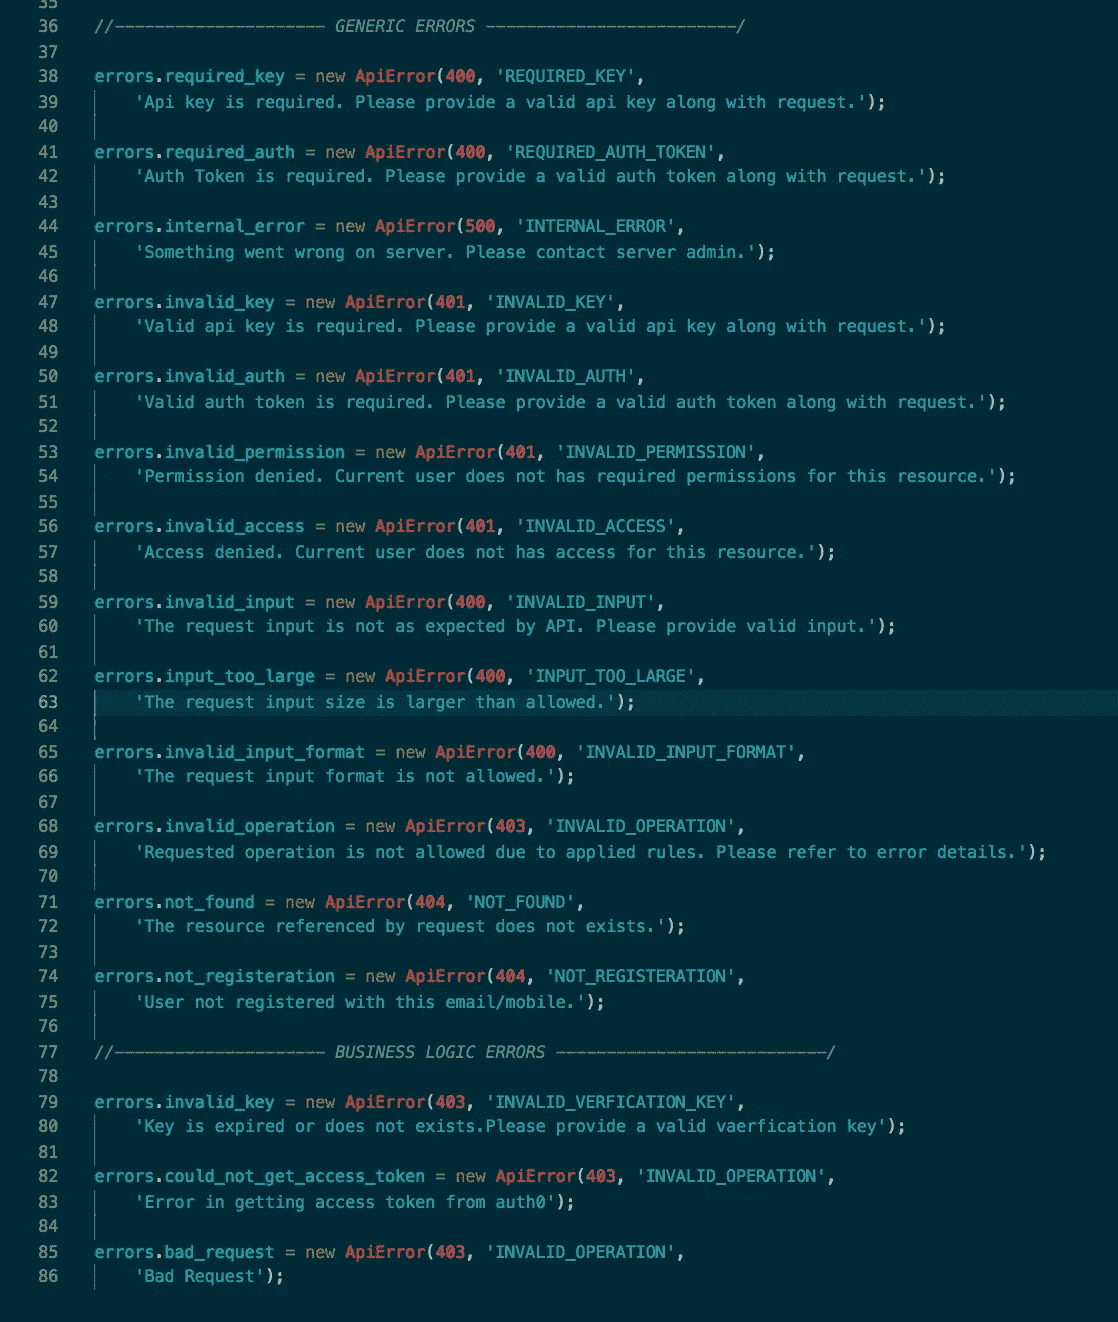 35
36 //--------------------- GENERIC ERRORS -------------------------/
37
38 errors.required_key = new ApiError(400, 'REQUIRED_KEY',
39 'Api key is required. Please provide a valid api key along with request.');
40
41 errors.required_auth = new ApiError(400, 'REQUIRED_AUTH_TOKEN',
42 'Auth Token is required. Please provide a valid auth token along with request.');
43
44 errors.internal_error = new ApiError(500, 'INTERNAL_ERROR',
45 'Something went wrong on server. Please contact server admin.');
46
47 errors.invalid_key = new ApiError(401, 'INVALID_KEY',
48 'Valid api key is required. Please provide a valid api key along with request.');
49
50 errors.invalid_auth = new ApiError(401, 'INVALID_AUTH',
51 'Valid auth token is required. Please provide a valid auth token along with request.');
52
53 errors.invalid_permission = new ApiError(401, 'INVALID_PERMISSION',
54 'Permission denied. Current user does not has required permissions for this resource.');
55
56 errors.invalid_access = new ApiError(401, 'INVALID_ACCESS',
57 'Access denied. Current user does not has access for this resource.');
58
59 errors.invalid_input = new ApiError(400, 'INVALID_INPUT',
60 'The request input is not as expected by API. Please provide valid input.');
61
62 errors.input_too_large = new ApiError(400, 'INPUT_TOO_LARGE',
63 'The request input size is larger than allowed.');
64
65 errors.invalid_input_format = new ApiError(400, 'INVALID_INPUT_FORMAT',
66 'The request input format is not allowed.');
67
68 errors.invalid_operation = new ApiError(403, 'INVALID_OPERATION',
69 'Requested operation is not allowed due to applied rules. Please refer to error details.');
70
71 errors.not_found = new ApiError(404, 'NOT_FOUND',
72 'The resource referenced by request does not exists.');
73
74 errors.not_registeration = new ApiError(404, 'NOT_REGISTERATION',
75 'User not registered with this email/mobile.');
76
77 //--------------------- BUSINESS LOGIC ERRORS ---------------------------/
78
79 errors.invalid_key = new ApiError(403, 'INVALID_VERFICATION_KEY',
80 'Key is expired or does not exists.Please provide a valid vaerfication key');
81
82 errors.could_not_get_access_token = new ApiError(403, 'INVALID_OPERATION',
83 'Error in getting access token from auth0');
84
85 errors.bad_request = new ApiError(403, 'INVALID_OPERATION',
86 'Bad Request');